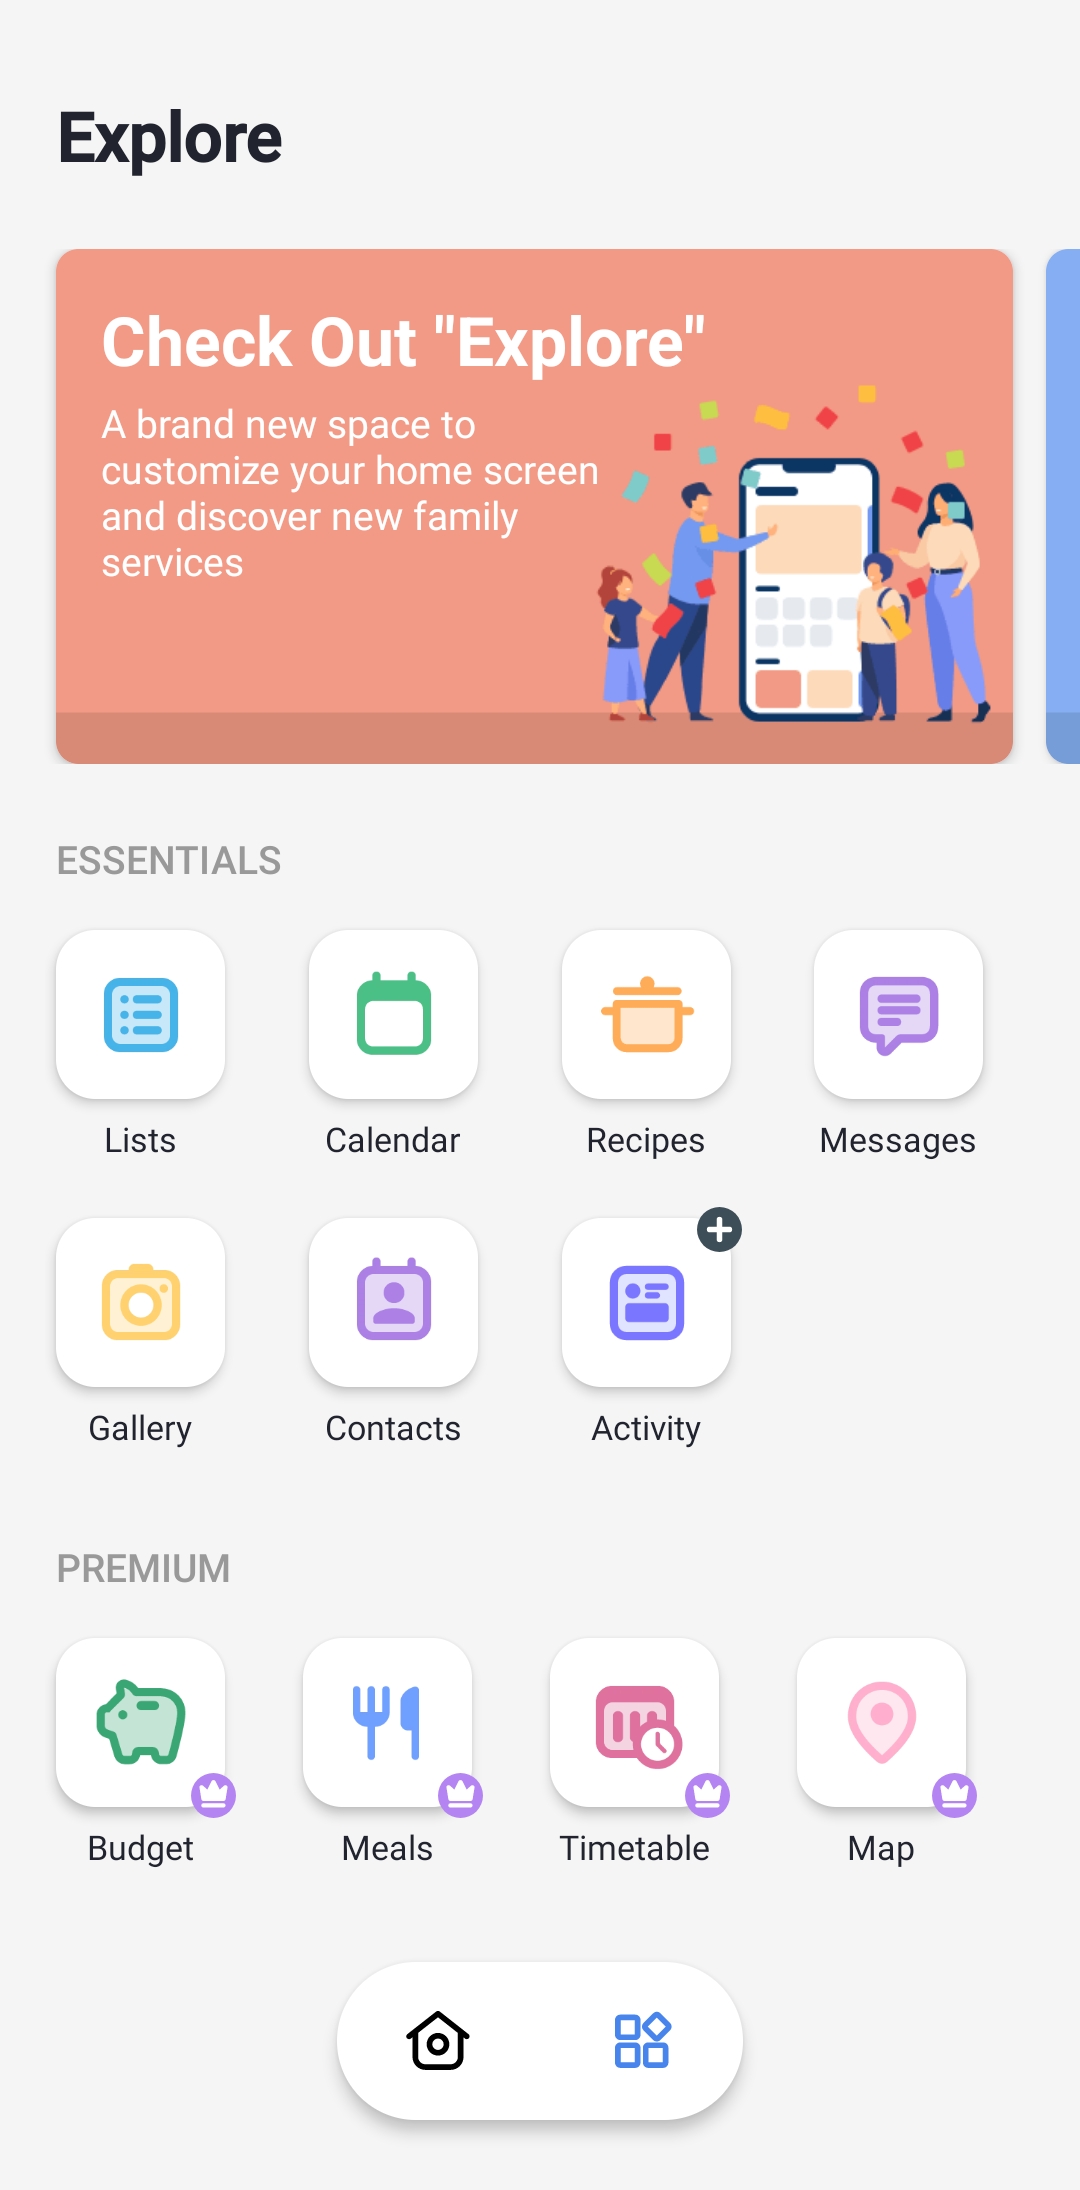 Explore
Check Out "Explore"
A brand new space to
customize your home screen
and discover new family
services
ESSENTIALS
Lists
Calendar
Recipes
Messages
Gallery
Contacts
Activity
PREMIUM
Budget
Meals
Timetable
Map